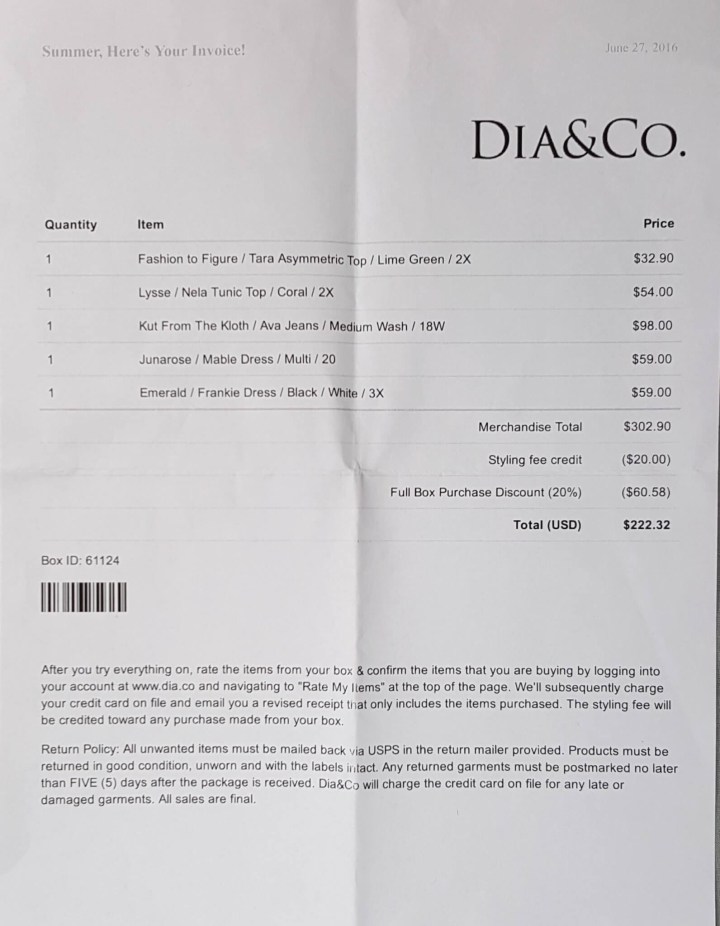 Summer, Here's Your Invoice! June 27, 2016
DIA&CO.
Quantity Item Price
1 Fashion to Figure / Tara Asymmetric Top / Lime Green / 2X $32.90
1 Lysse / Nela Tunic Top / Coral / 2X $54.00
1 Kut From The Kloth / Ava Jeans / Medium Wash / 18W $98.00
1 Junarose / Mable Dress / Multi / 20 $59.00
1 Emerald / Frankie Dress / Black / White / 3X $59.00
Merchandise Total $302.90
Styling fee credit ($20.00)
Full Box Purchase Discount (20%) ($60.58)
Total (USD) $222.32
Box ID: 61124
After you try everything on, rate the items from your box & confirm the items that you are buying by logging into
your account at www.dia.co and navigating to "Rate My Items" at the top of the page. We'll subsequently charge
your credit card on file and email you a revised receipt that only includes the items purchased. The styling fee will
be credited toward any purchase made from your box.
Return Policy: All unwanted items must be mailed back via USPS in the return mailer provided. Products must be
returned in good condition, unworn and with the labels intact. Any returned garments must be postmarked no later
than FIVE (5) days after the package is received. Dia&Co will charge the credit card on file for any late or
damaged garments. All sales are final.